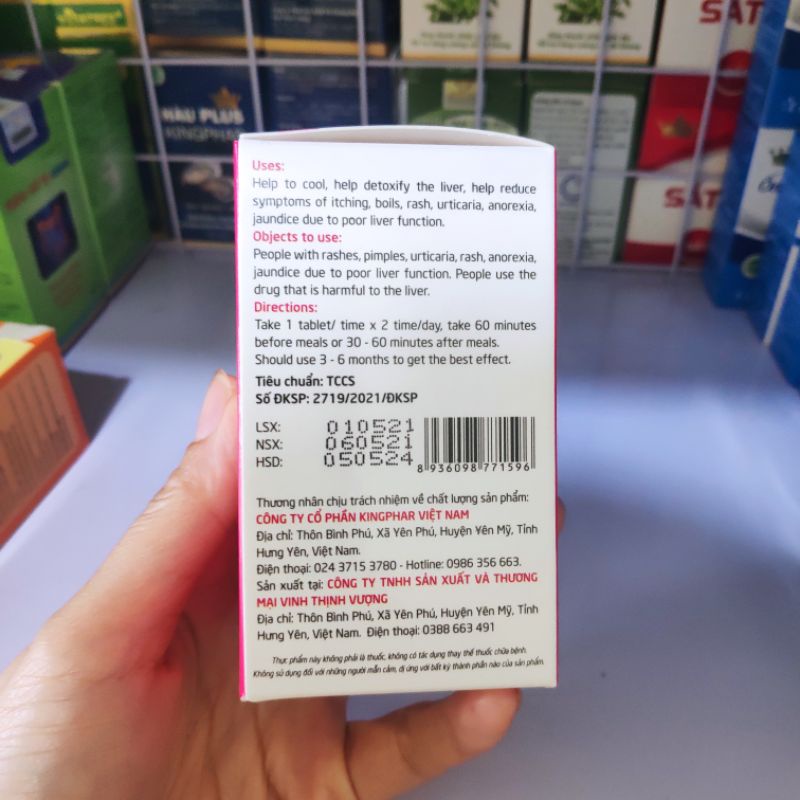 HÀU PLUS
KINGPHAR
SAT
SAT
Uses:
Help to cool, help detoxify the liver, help reduce
symptoms of itching, boils, rash, urticaria, anorexia,
jaundice due to poor liver function.
Objects to use:
People with rashes, pimples, urticaria, rash, anorexia,
jaundice due to poor liver function. People use the
drug that is harmful to the liver.
Directions:
Take 1 tablet/ time x 2 time/day, take 60 minutes
before meals or 30 - 60 minutes after meals.
Should use 3 - 6 months to get the best effect.
Tiêu chuẩn: TCCS
Số ĐKSP: 2719/2021/ĐKSP
LSX: 010521
NSX: 060521
HSD: 050524
8 936098 771596
Thương nhân chịu trách nhiệm về chất lượng sản phẩm:
CÔNG TY CỔ PHẦN KINGPHAR VIỆT NAM
Địa chỉ: Thôn Bình Phú, Xã Yên Phú, Huyện Yên Mỹ, Tỉnh
Hưng Yên, Việt Nam.
Điện thoại: 024 3715 3780 - Hotline: 0986 356 663.
Sản xuất tại: CÔNG TY TNHH SẢN XUẤT VÀ THƯƠNG
MẠI VINH THỊNH VƯỢNG
Địa chỉ: Thôn Bình Phú, Xã Yên Phú, Huyện Yên Mỹ, Tỉnh
Hưng Yên, Việt Nam. Điện thoại: 0388 663 491
Thực phẩm này không phải là thuốc, không có tác dụng thay thế thuốc chữa bệnh.
Không sử dụng đối với những người mẫn cảm, dị ứng với bất kỳ thành phần nào của sản phẩm.